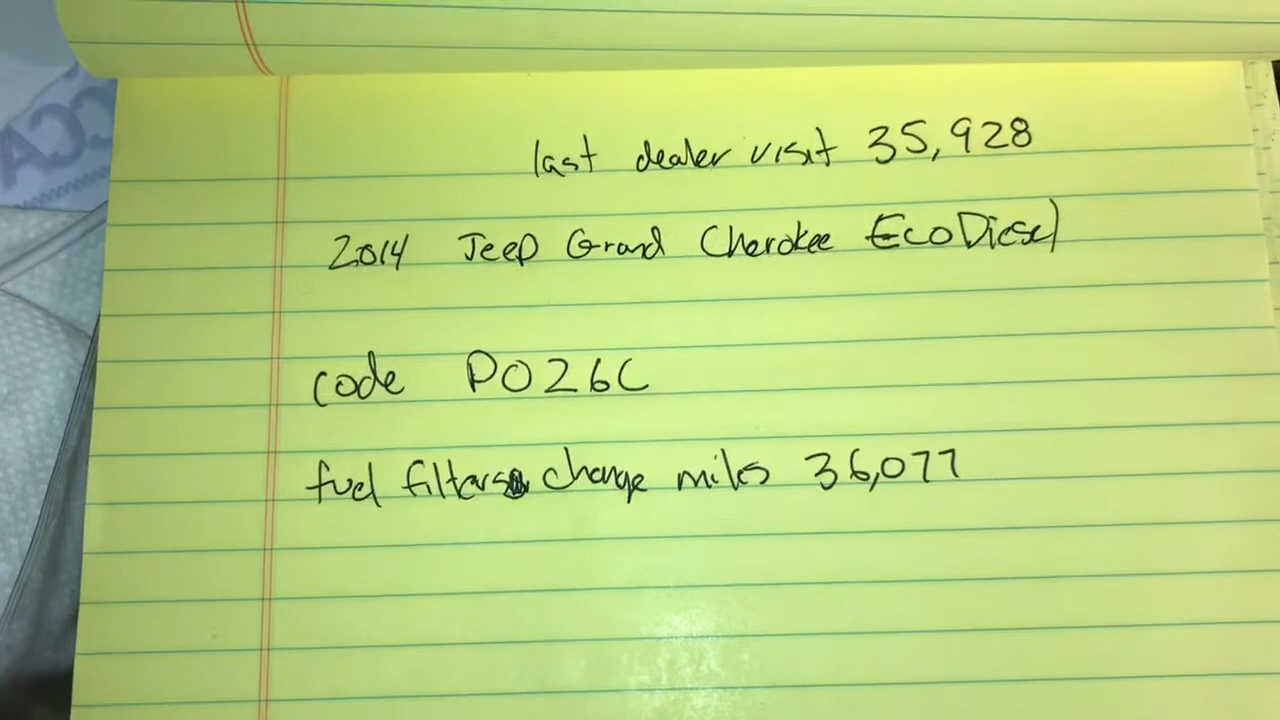 last dealer visit 35,928
2014 Jeep Grand Cherokee EcoDiesel
code P026C
fuel filters change miles 36,077